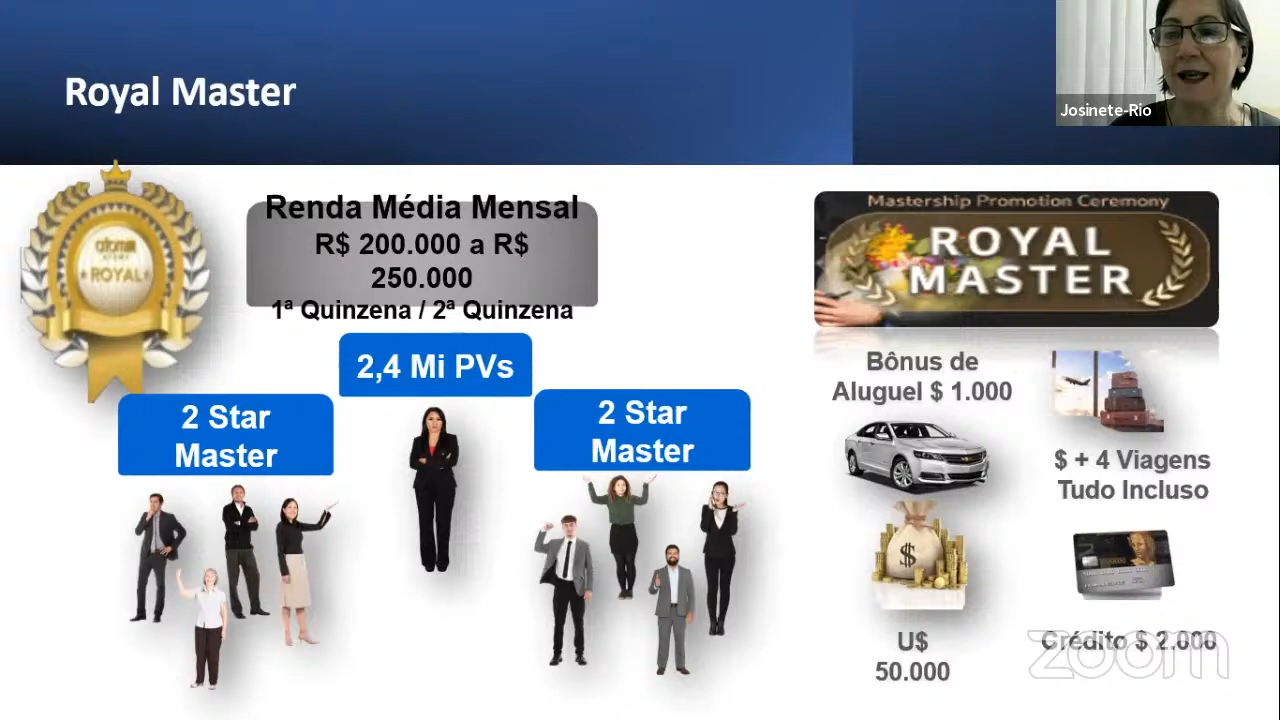 Royal Master
Josinete-Rio
atomy
ROYAL
Renda Média Mensal
R$ 200.000 a R$
250.000
1ª Quinzena / 2ª Quinzena
2,4 Mi PVs
2 Star
Master
2 Star
Master
Mastership Promotion Ceremony
ROYAL
MASTER
Bônus de
Aluguel $ 1.000
$ + 4 Viagens
Tudo Incluso
$
U$
50.000
Crédito $ 2.000
zoom